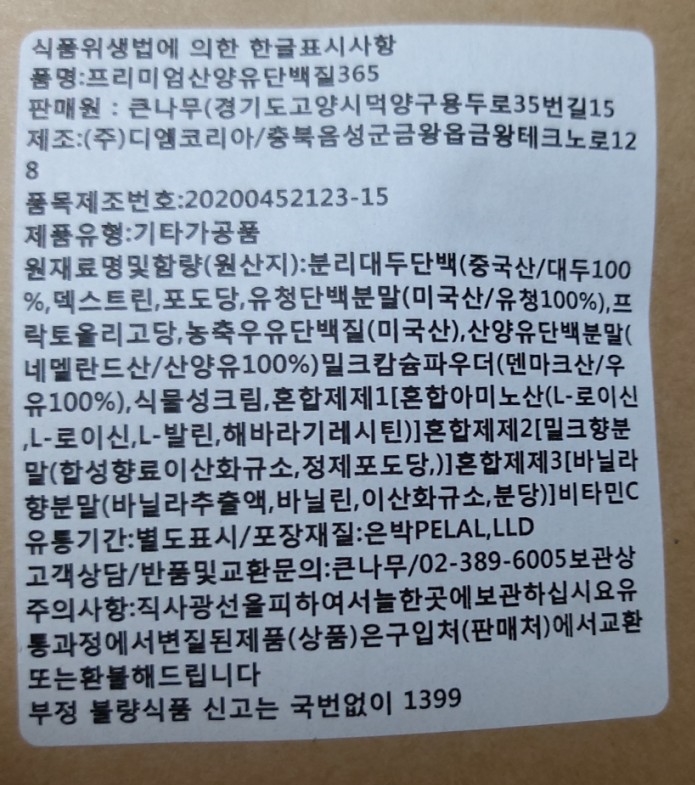 식품위생법에 의한 한글표시사항
품명:프리미엄산양유단백질365
판매원 : 큰나무(경기도고양시덕양구용두로35번길15
제조:(주)디엠코리아/충북음성군금왕읍금왕테크노로12
8
품목제조번호:20200452123-15
제품유형:기타가공품
원재료명및함량(원산지):분리대두단백(중국산/대두100
%,덱스트린,포도당,유청단백분말(미국산/유청100%),프
락토올리고당,농축우유단백질(미국산),산양유단백분말(
네델란드산/산양유100%)밀크캅슘파우더(덴마크산/우
유100%),식물성크림,혼합제제1[혼합아미노산(L-로이신
,L-로이신,L-발린,해바라기레시틴)]혼합제제2[밀크향분
말(합성향료이산화규소,정제포도당,)]혼합제제3[바닐라
향분말(바닐라추출액,바닐린,이산화규소,분당)]비타민C
유통기간:별도표시/포장재질:은박PELAL,LLD
고객상담/반품및교환문의:큰나무/02-389-6005보관상
주의사항:직사광선을피하여서늘한곳에보관하십시요유
통과정에서변질된제품(상품)은구입처(판매처)에서교환
또는환불해드립니다
부정 불량식품 신고는 국번없이 1399